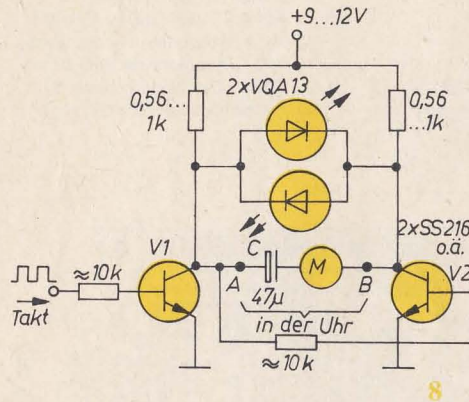 +9...12V
2xVQA13
0,56...
1k
0,56
...1k
V1
C
2xSS216
o.ä.
V2
≈10k
A
47µ
M
B
Takt
in der Uhr
≈10k
8